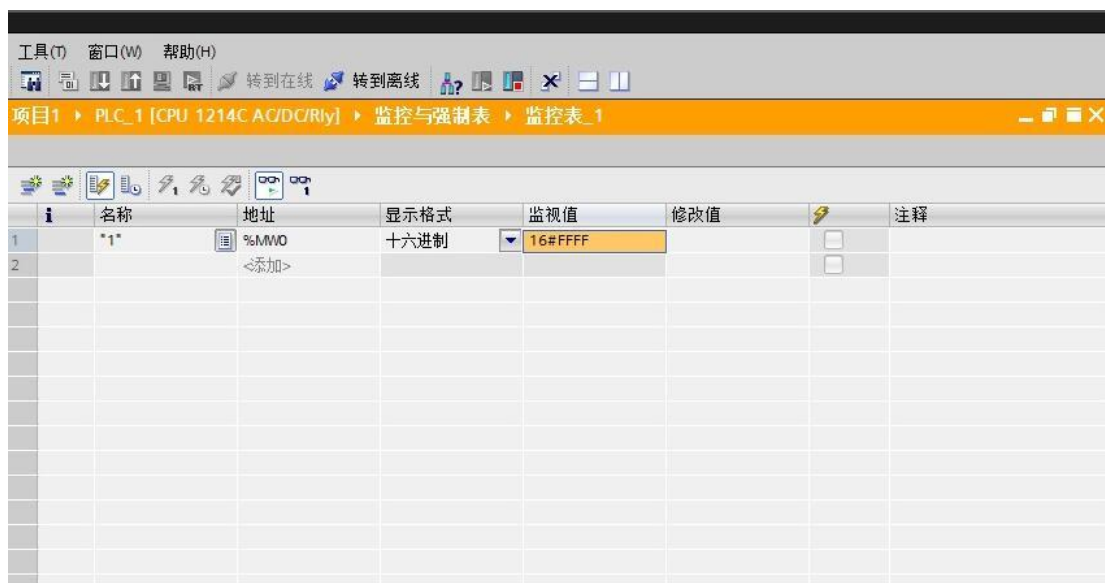 工具(T) 窗口(W) 帮助(H)
转到在线 转到离线
项目1 PLC_1 [CPU 1214C AC/DC/Rly] 监控与强制表 监控表_1
i 名称 地址 显示格式 监视值 修改值 注释
1 "1" %MW0 十六进制 16#FFFF
2 <添加>